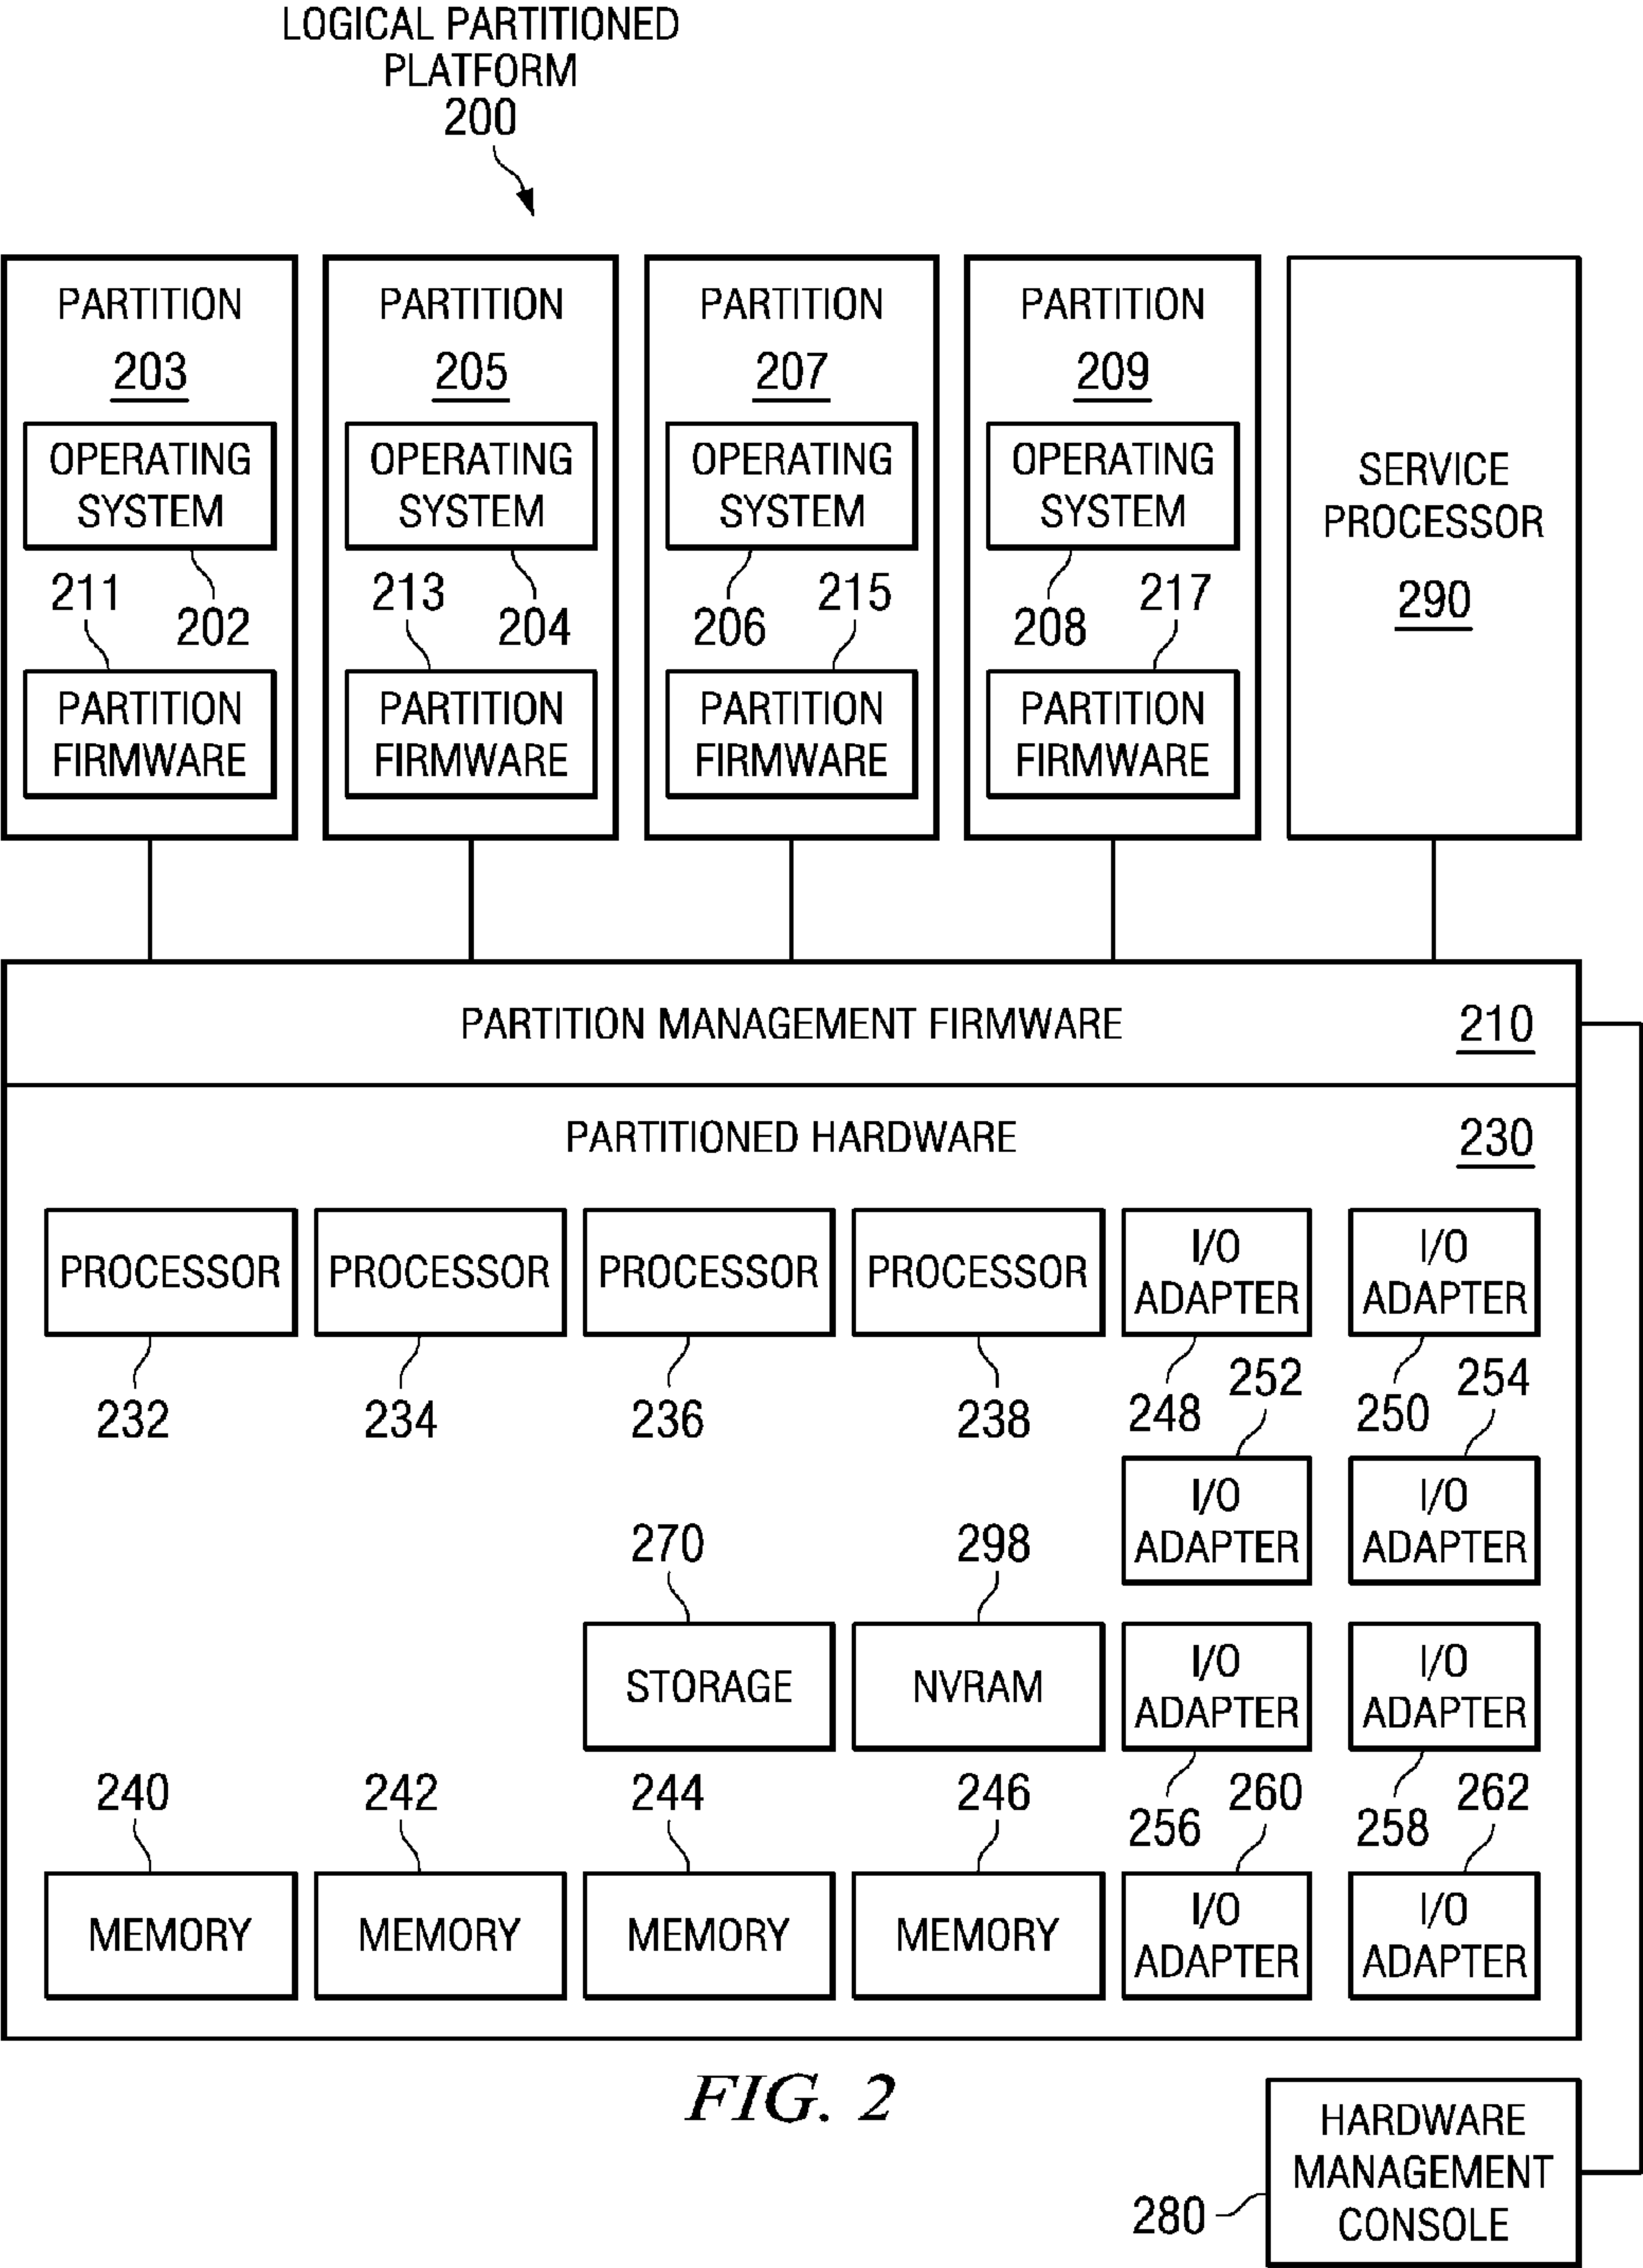 LOGICAL PARTITIONED
PLATFORM
200
PARTITION
203
OPERATING
SYSTEM
211
202
PARTITION
FIRMWARE
PARTITION
205
OPERATING
SYSTEM
213
204
PARTITION
FIRMWARE
PARTITION
207
OPERATING
SYSTEM
206
215
PARTITION
FIRMWARE
PARTITION
209
OPERATING
SYSTEM
208
217
PARTITION
FIRMWARE
SERVICE
PROCESSOR
290
PARTITION MANAGEMENT FIRMWARE
210
PARTITIONED HARDWARE
230
PROCESSOR
232
PROCESSOR
234
PROCESSOR
236
PROCESSOR
238
I/O
ADAPTER
248
I/O
ADAPTER
250
252
I/O
ADAPTER
254
I/O
ADAPTER
270
STORAGE
298
NVRAM
I/O
ADAPTER
256
I/O
ADAPTER
258
240
MEMORY
242
MEMORY
244
MEMORY
246
MEMORY
260
I/O
ADAPTER
262
I/O
ADAPTER
FIG. 2
280
HARDWARE
MANAGEMENT
CONSOLE